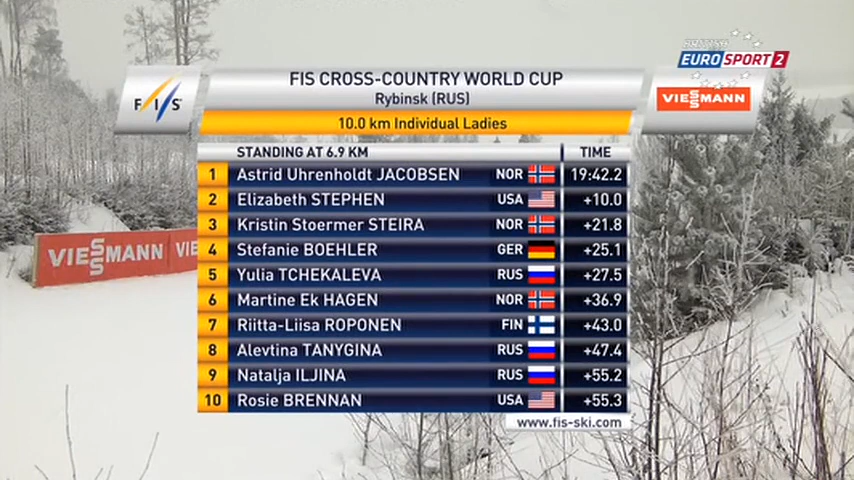 BRITISH
EUROSPORT 2
FIS
FIS CROSS-COUNTRY WORLD CUP
Rybinsk (RUS)
VIESSMANN
10.0 km Individual Ladies
STANDING AT 6.9 KM TIME
1 Astrid Uhrenholdt JACOBSEN NOR 19:42.2
2 Elizabeth STEPHEN USA +10.0
3 Kristin Stoermer STEIRA NOR +21.8
4 Stefanie BOEHLER GER +25.1
5 Yulia TCHEKALEVA RUS +27.5
6 Martine Ek HAGEN NOR +36.9
7 Riitta-Liisa ROPONEN FIN +43.0
8 Alevtina TANYGINA RUS +47.4
9 Natalja ILJINA RUS +55.2
10 Rosie BRENNAN USA +55.3
www.fis-ski.com
VIESSMANN VIES